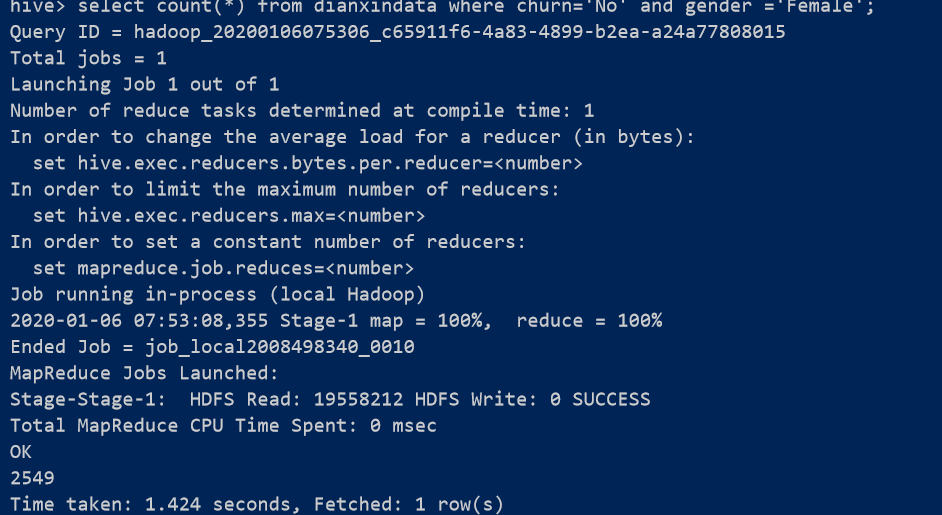 hive> select count(*) from dianxindata where churn='No' and gender ='Female';
Query ID = hadoop_20200106075306_c65911f6-4a83-4899-b2ea-a24a77808015
Total jobs = 1
Launching Job 1 out of 1
Number of reduce tasks determined at compile time: 1
In order to change the average load for a reducer (in bytes):
  set hive.exec.reducers.bytes.per.reducer=<number>
In order to limit the maximum number of reducers:
  set hive.exec.reducers.max=<number>
In order to set a constant number of reducers:
  set mapreduce.job.reduces=<number>
Job running in-process (local Hadoop)
2020-01-06 07:53:08,355 Stage-1 map = 100%,  reduce = 100%
Ended Job = job_local2008498340_0010
MapReduce Jobs Launched:
Stage-Stage-1:  HDFS Read: 19558212 HDFS Write: 0 SUCCESS
Total MapReduce CPU Time Spent: 0 msec
OK
2549
Time taken: 1.424 seconds, Fetched: 1 row(s)